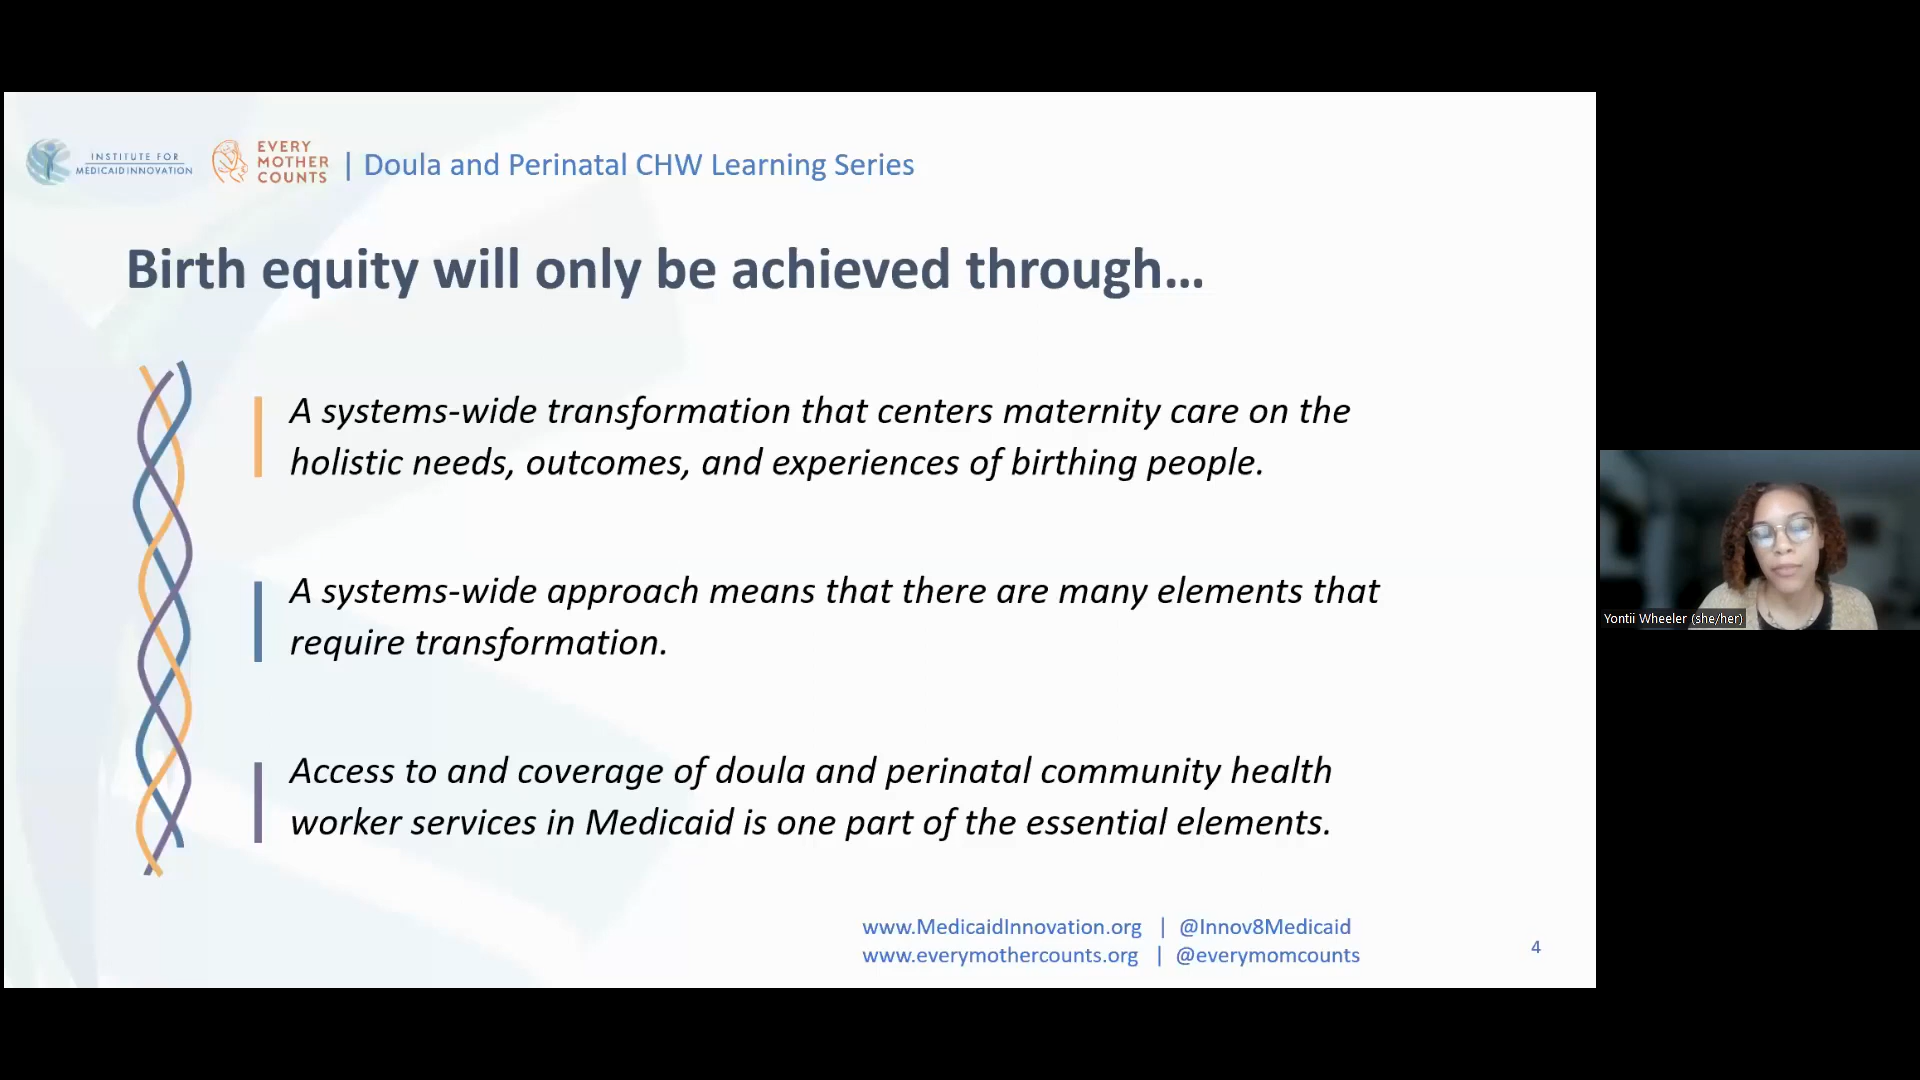 INSTITUTE FOR
MEDICAID INNOVATION
EVERY
MOTHER
COUNTS
| Doula and Perinatal CHW Learning Series
Birth equity will only be achieved through...
A systems-wide transformation that centers maternity care on the
holistic needs, outcomes, and experiences of birthing people.
A systems-wide approach means that there are many elements that
require transformation.
Access to and coverage of doula and perinatal community health
worker services in Medicaid is one part of the essential elements.
www.MedicaidInnovation.org | @Innov8Medicaid
www.everymothercounts.org | @everymomcounts
4
Yontii Wheeler (she/her)